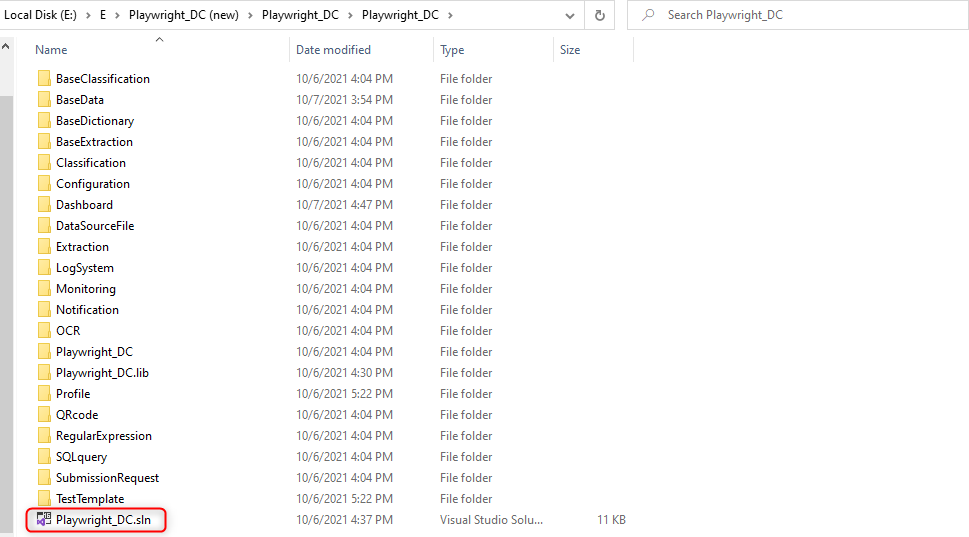 Local Disk (E:) > E > Playwright_DC (new) > Playwright_DC > Playwright_DC > Search Playwright_DC
Name Date modified Type Size
BaseClassification 10/6/2021 4:04 PM File folder
BaseData 10/7/2021 3:54 PM File folder
BaseDictionary 10/6/2021 4:04 PM File folder
BaseExtraction 10/6/2021 4:04 PM File folder
Classification 10/6/2021 4:04 PM File folder
Configuration 10/6/2021 4:04 PM File folder
Dashboard 10/7/2021 4:47 PM File folder
DataSourceFile 10/6/2021 4:04 PM File folder
Extraction 10/6/2021 4:04 PM File folder
LogSystem 10/6/2021 4:04 PM File folder
Monitoring 10/6/2021 4:04 PM File folder
Notification 10/6/2021 4:04 PM File folder
OCR 10/6/2021 4:04 PM File folder
Playwright_DC 10/6/2021 4:04 PM File folder
Playwright_DC.lib 10/6/2021 4:30 PM File folder
Profile 10/6/2021 5:22 PM File folder
QRcode 10/6/2021 4:04 PM File folder
RegularExpression 10/6/2021 4:04 PM File folder
SQLquery 10/6/2021 4:04 PM File folder
SubmissionRequest 10/6/2021 4:04 PM File folder
TestTemplate 10/6/2021 5:22 PM File folder
Playwright_DC.sln 10/6/2021 4:37 PM Visual Studio Solu... 11 KB